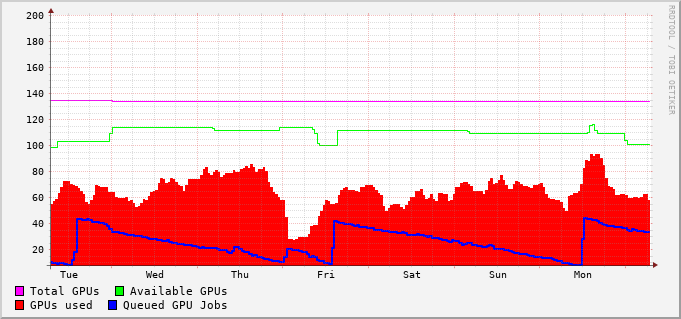 200
180
160
140
120
100
80
60
40
20
Tue Wed Thu Fri Sat Sun Mon
Total GPUs Available GPUs
GPUs used Queued GPU Jobs
RRDTOOL / TOBI OETIKER